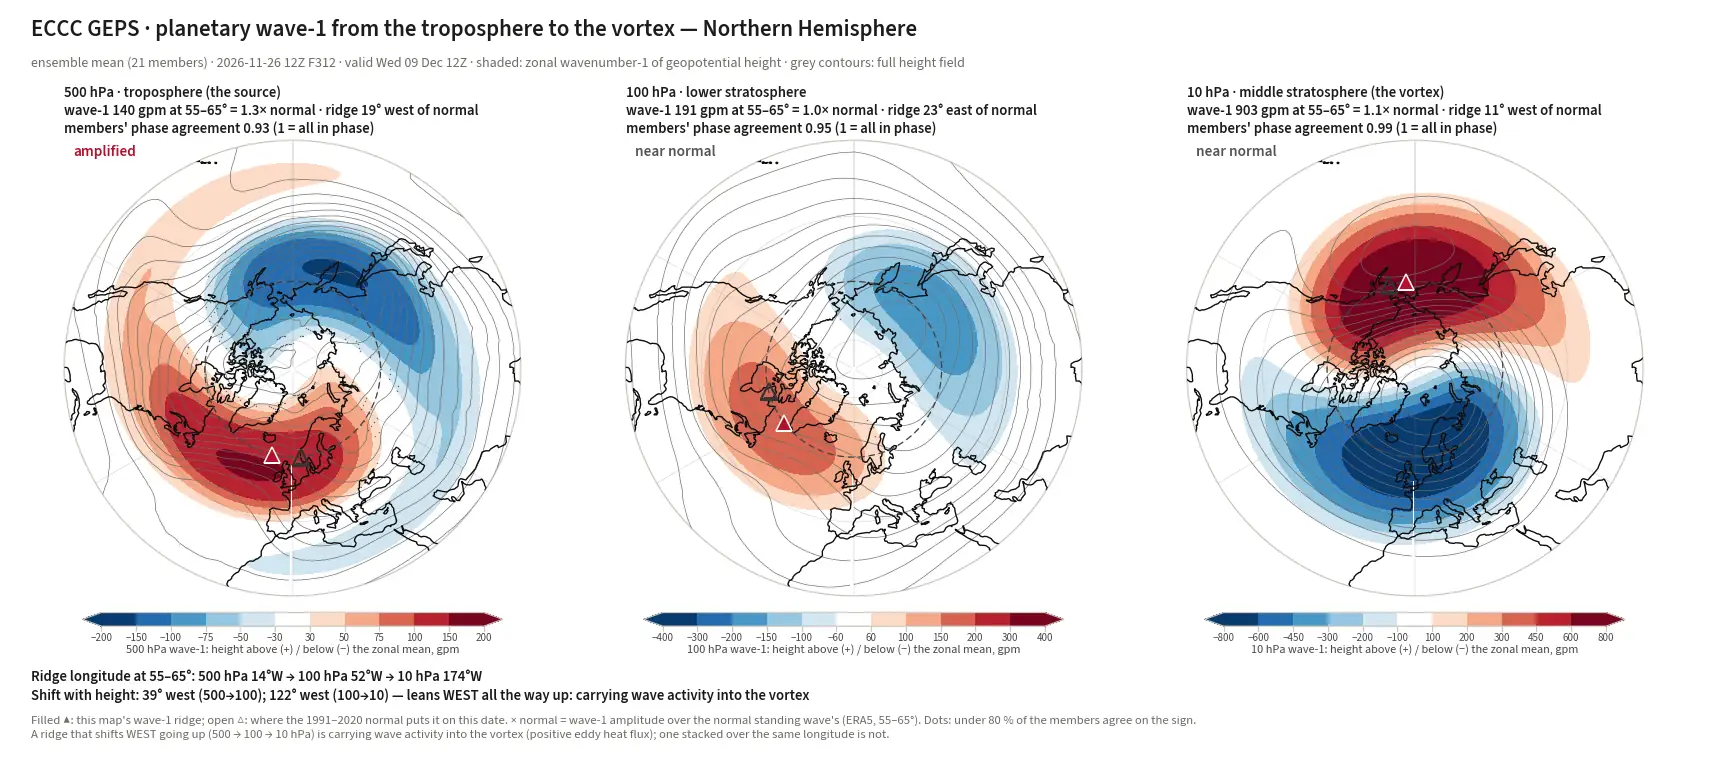 ECCC GEPS · planetary wave-1 from the troposphere to the vortex — Northern Hemisphere
ensemble mean (21 members) · 2026-11-26 12Z F312 · valid Wed 09 Dec 12Z · shaded: zonal wavenumber-1 of geopotential height · grey contours: full height field
500 hPa · troposphere (the source)
wave-1 140 gpm at 55–65° = 1.3× normal · ridge 19° west of normal
members' phase agreement 0.93 (1 = all in phase)
amplified
100 hPa · lower stratosphere
wave-1 191 gpm at 55–65° = 1.0× normal · ridge 23° east of normal
members' phase agreement 0.95 (1 = all in phase)
near normal
10 hPa · middle stratosphere (the vortex)
wave-1 903 gpm at 55–65° = 1.1× normal · ridge 11° west of normal
members' phase agreement 0.99 (1 = all in phase)
near normal
−200 −150 −100 −75 −50 −30 30 50 75 100 150 200
500 hPa wave-1: height above (+) / below (−) the zonal mean, gpm
−400 −300 −200 −150 −100 −60 60 100 150 200 300 400
100 hPa wave-1: height above (+) / below (−) the zonal mean, gpm
−800 −600 −450 −300 −200 −100 100 200 300 450 600 800
10 hPa wave-1: height above (+) / below (−) the zonal mean, gpm
Ridge longitude at 55–65°: 500 hPa 14°W → 100 hPa 52°W → 10 hPa 174°W
Shift with height: 39° west (500→100); 122° west (100→10) — leans WEST all the way up: carrying wave activity into the vortex
Filled ▲: this map's wave-1 ridge; open △: where the 1991–2020 normal puts it on this date. × normal = wave-1 amplitude over the normal standing wave's (ERA5, 55–65°). Dots: under 80 % of the members agree on the sign.
A ridge that shifts WEST going up (500 → 100 → 10 hPa) is carrying wave activity into the vortex (positive eddy heat flux); one stacked over the same longitude is not.